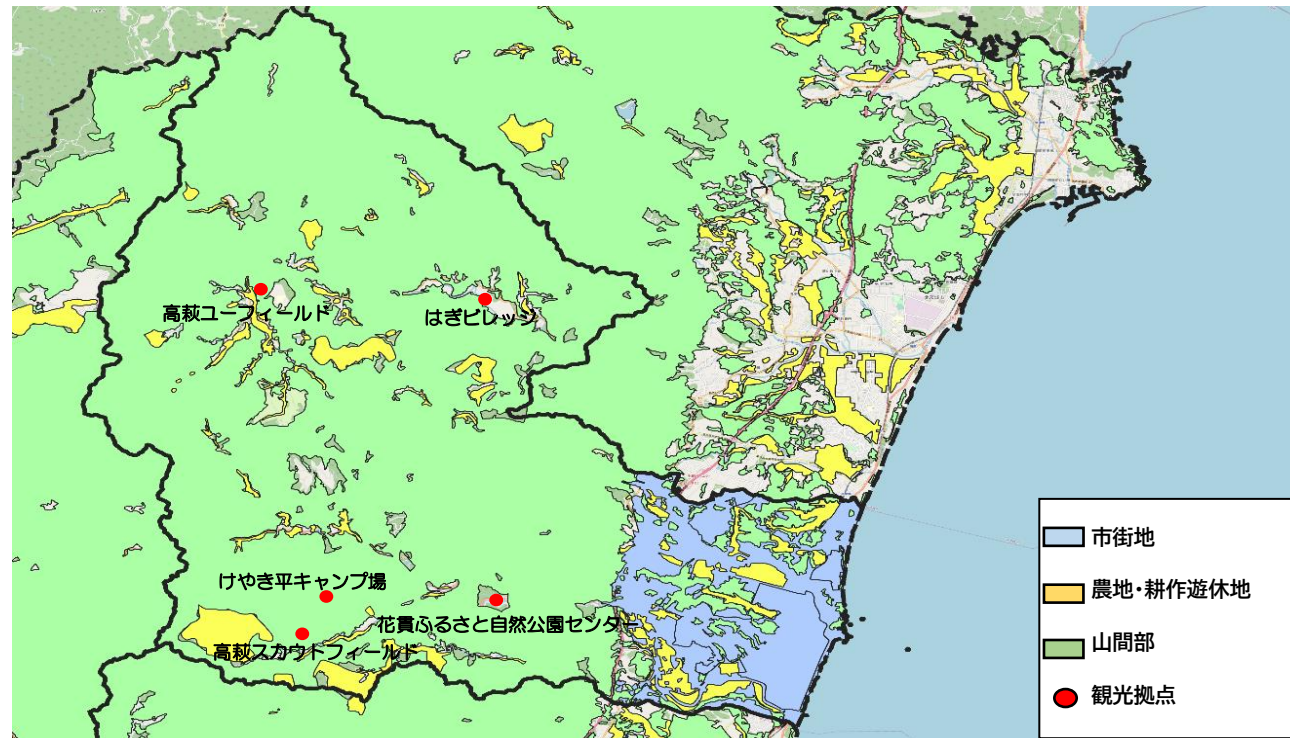 高萩ユーフィールド
はぎビレッジ
けやき平キャンプ場
花貫ふるさと自然公園センター
高萩スカウトフィールド
市街地
農地・耕作遊休地
山間部
観光拠点